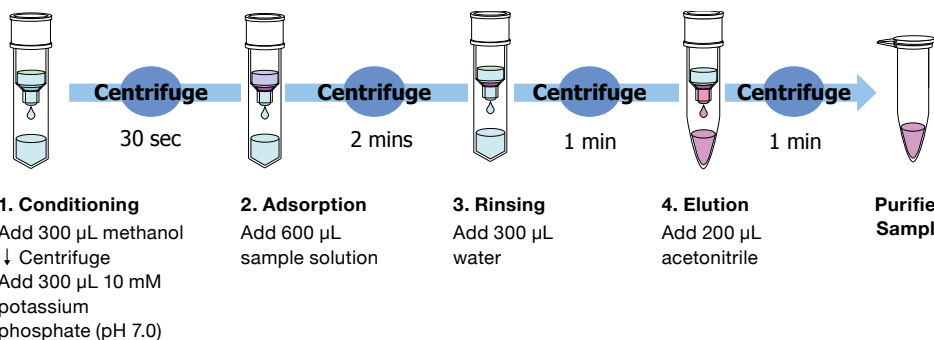 Centrifuge Centrifuge Centrifuge Centrifuge
30 sec 2 mins 1 min 1 min
1. Conditioning
Add 300 µL methanol
↓ Centrifuge
Add 300 µL 10 mM
potassium
phosphate (pH 7.0)
2. Adsorption
Add 600 µL
sample solution
3. Rinsing
Add 300 µL
water
4. Elution
Add 200 µL
acetonitrile
Purifie
Sampl